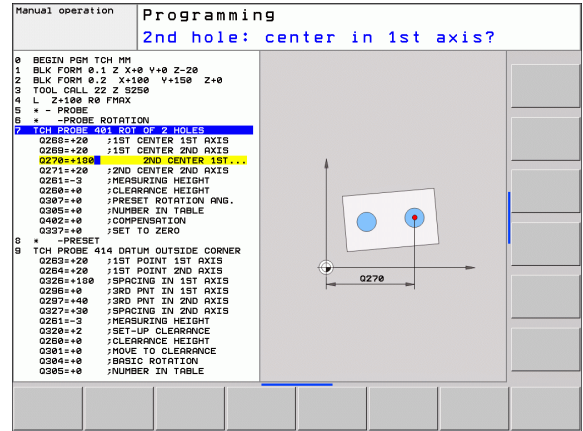 Manual operation
Programming
2nd hole: center in 1st axis?
0 BEGIN PGM TCH MM
1 BLK FORM 0.1 Z X+0 Y+0 Z-20
2 BLK FORM 0.2 X+100 Y+150 Z+0
3 TOOL CALL 22 Z S250
4 L Z+100 R0 FMAX
5 * - PROBE
6 * -PROBE ROTATION
7 TCH PROBE 401 ROT OF 2 HOLES
Q268=+20 ;1ST CENTER 1ST AXIS
Q269=+20 ;1ST CENTER 2ND AXIS
Q270=+180 2ND CENTER 1ST...
Q271=+20 ;2ND CENTER 2ND AXIS
Q261=-3 ;MEASURING HEIGHT
Q260=+0 ;CLEARANCE HEIGHT
Q307=+0 ;PRESET ROTATION ANG.
Q305=+0 ;NUMBER IN TABLE
Q402=+0 ;COMPENSATION
Q337=+0 ;SET TO ZERO
8 * -PRESET
9 TCH PROBE 414 DATUM OUTSIDE CORNER
Q263=+20 ;1ST POINT 1ST AXIS
Q264=+20 ;1ST POINT 2ND AXIS
Q326=+180 ;SPACING IN 1ST AXIS
Q296=+0 ;3RD PNT IN 1ST AXIS
Q297=+40 ;3RD PNT IN 2ND AXIS
Q327=+30 ;SPACING IN 2ND AXIS
Q261=-3 ;MEASURING HEIGHT
Q320=+2 ;SET-UP CLEARANCE
Q260=+0 ;CLEARANCE HEIGHT
Q301=+0 ;MOVE TO CLEARANCE
Q304=+0 ;BASIC ROTATION
Q305=+0 ;NUMBER IN TABLE
Q270